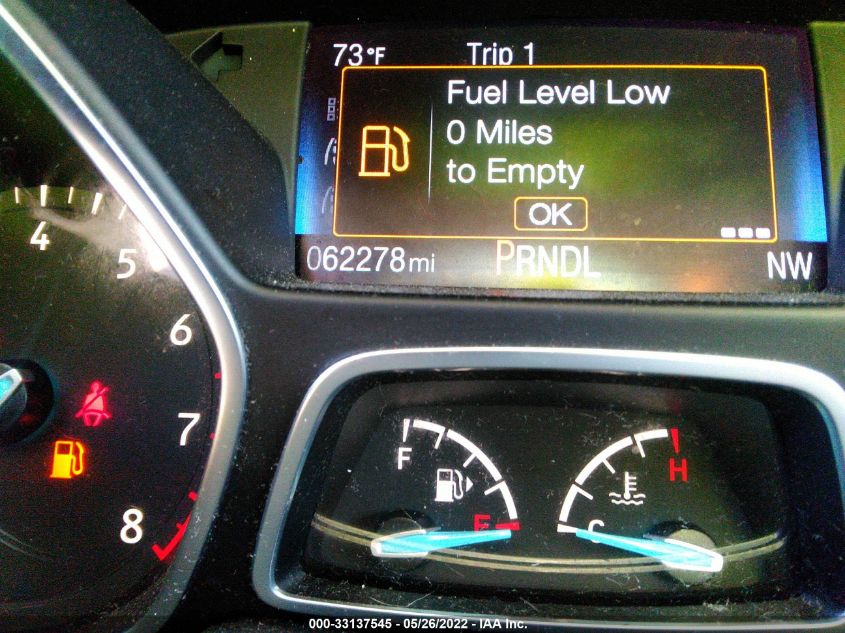 73°F Trip 1
Fuel Level Low
0 Miles
to Empty
OK
062278mi PRNDL NW
4
5
6
7
8
F
E
H
C
000-33137545 - 05/26/2022 - IAA Inc.